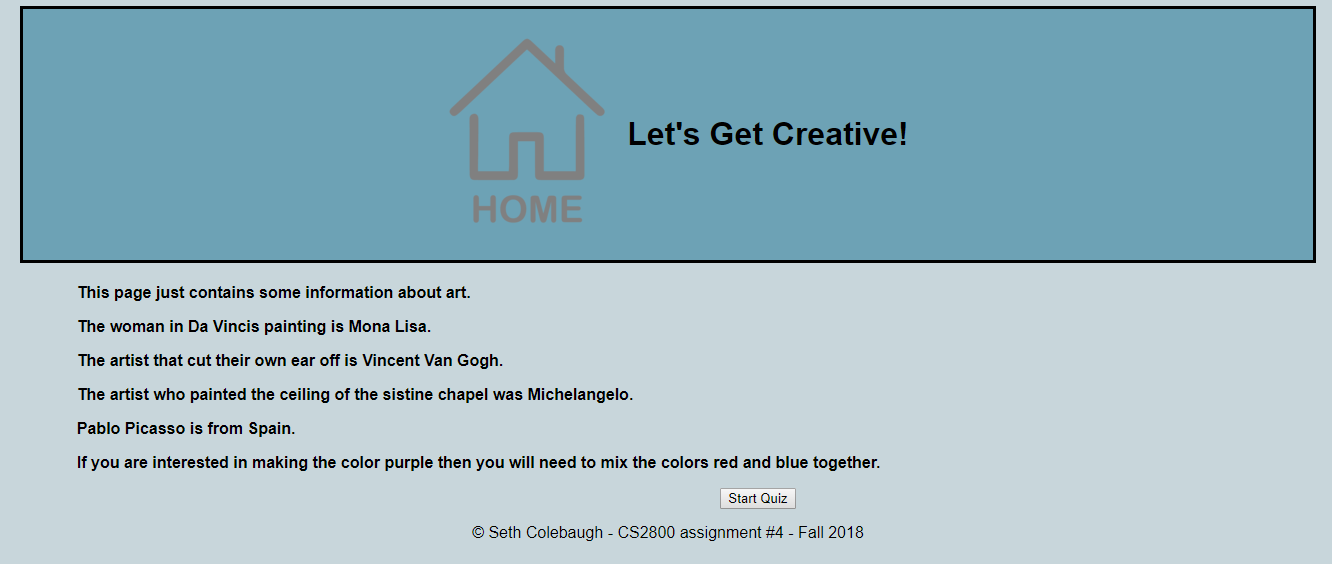 HOME
Let's Get Creative!
This page just contains some information about art.
The woman in Da Vincis painting is Mona Lisa.
The artist that cut their own ear off is Vincent Van Gogh.
The artist who painted the ceiling of the sistine chapel was Michelangelo.
Pablo Picasso is from Spain.
If you are interested in making the color purple then you will need to mix the colors red and blue together.
Start Quiz
© Seth Colebaugh - CS2800 assignment #4 - Fall 2018